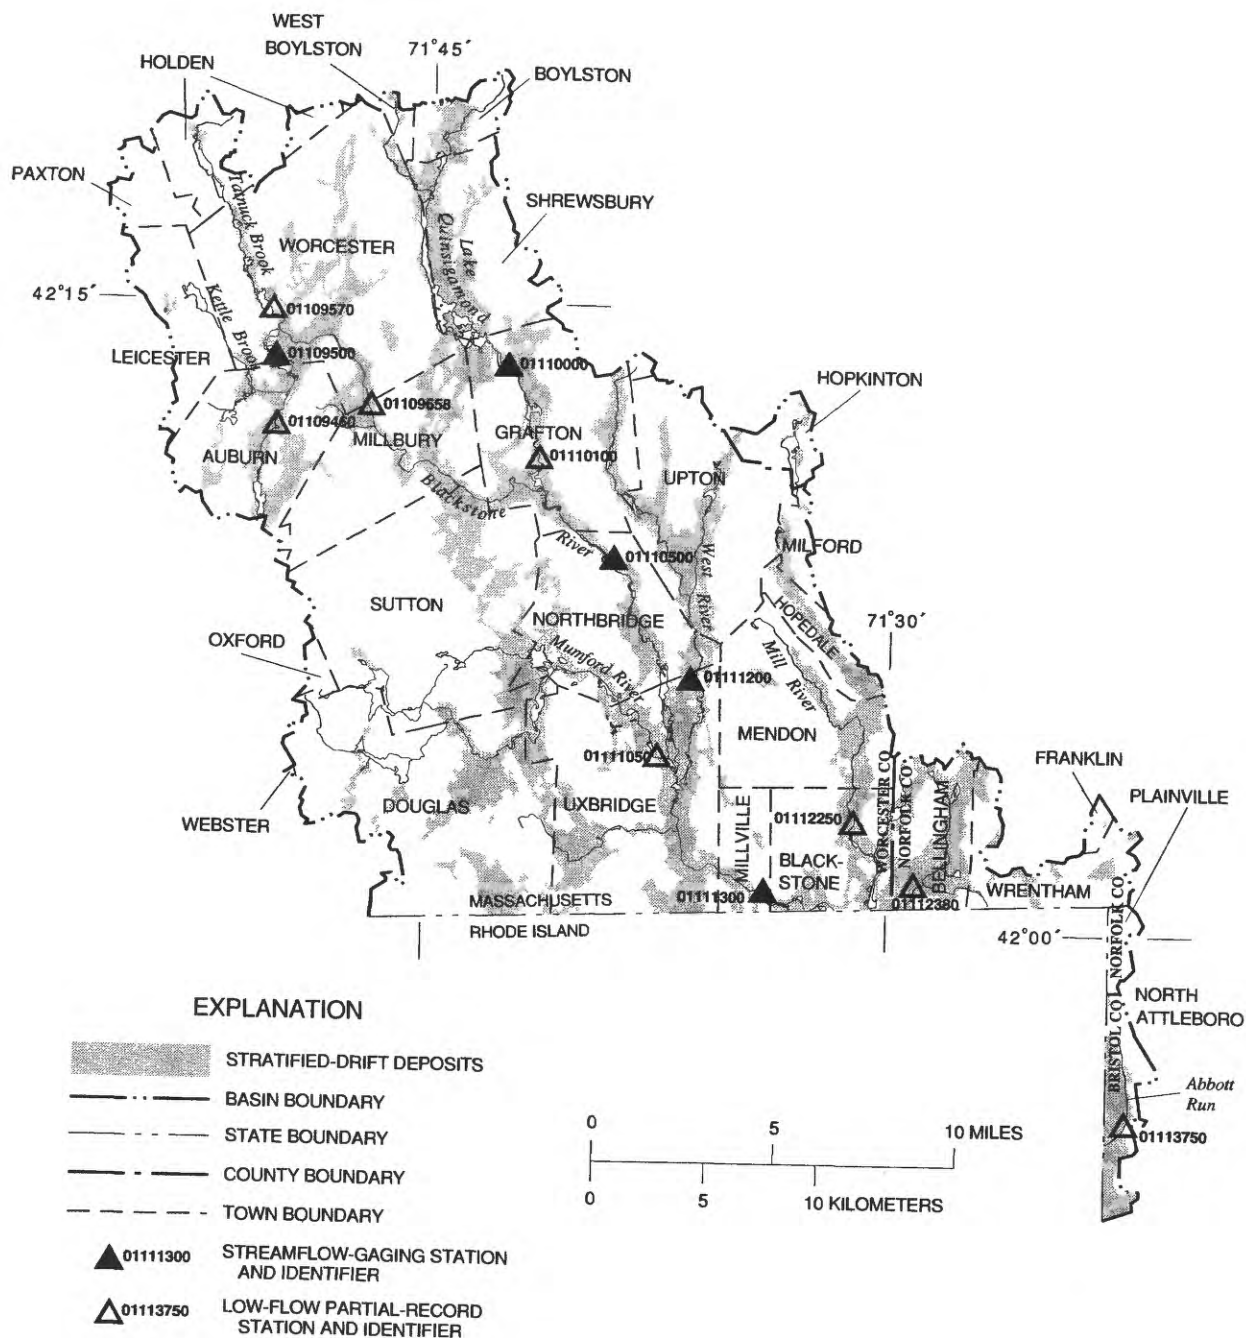 WEST
BOYLSTON
71°45´
HOLDEN
BOYLSTON
PAXTON
SHREWSBURY
Tatnuck Brook
WORCESTER
Lake
Quinsigamond
42°15´
Kettle Brook
01109570
LEICESTER
01109500
01110000
HOPKINTON
01109658
01109460
MILLBURY
GRAFTON
AUBURN
01110100
UPTON
Blackstone
River
West River
MILFORD
01110500
SUTTON
NORTHBRIDGE
HOPEDALE
71°30´
OXFORD
Mumford River
Mill River
01111200
MENDON
01111050
WORCESTER CO
NORFOLK CO
BELLINGHAM
FRANKLIN
PLAINVILLE
DOUGLAS
UXBRIDGE
WEBSTER
MILLVILLE
01112250
BLACK-
STONE
WRENTHAM
MASSACHUSETTS
01111300
01112380
RHODE ISLAND
42°00´
BRISTOL CO
NORFOLK CO
NORTH
ATTLEBORO
Abbott
Run
01113750
EXPLANATION
STRATIFIED-DRIFT DEPOSITS
BASIN BOUNDARY
STATE BOUNDARY
COUNTY BOUNDARY
TOWN BOUNDARY
01111300 STREAMFLOW-GAGING STATION
AND IDENTIFIER
01113750 LOW-FLOW PARTIAL-RECORD
STATION AND IDENTIFIER
0 5 10 MILES
0 5 10 KILOMETERS